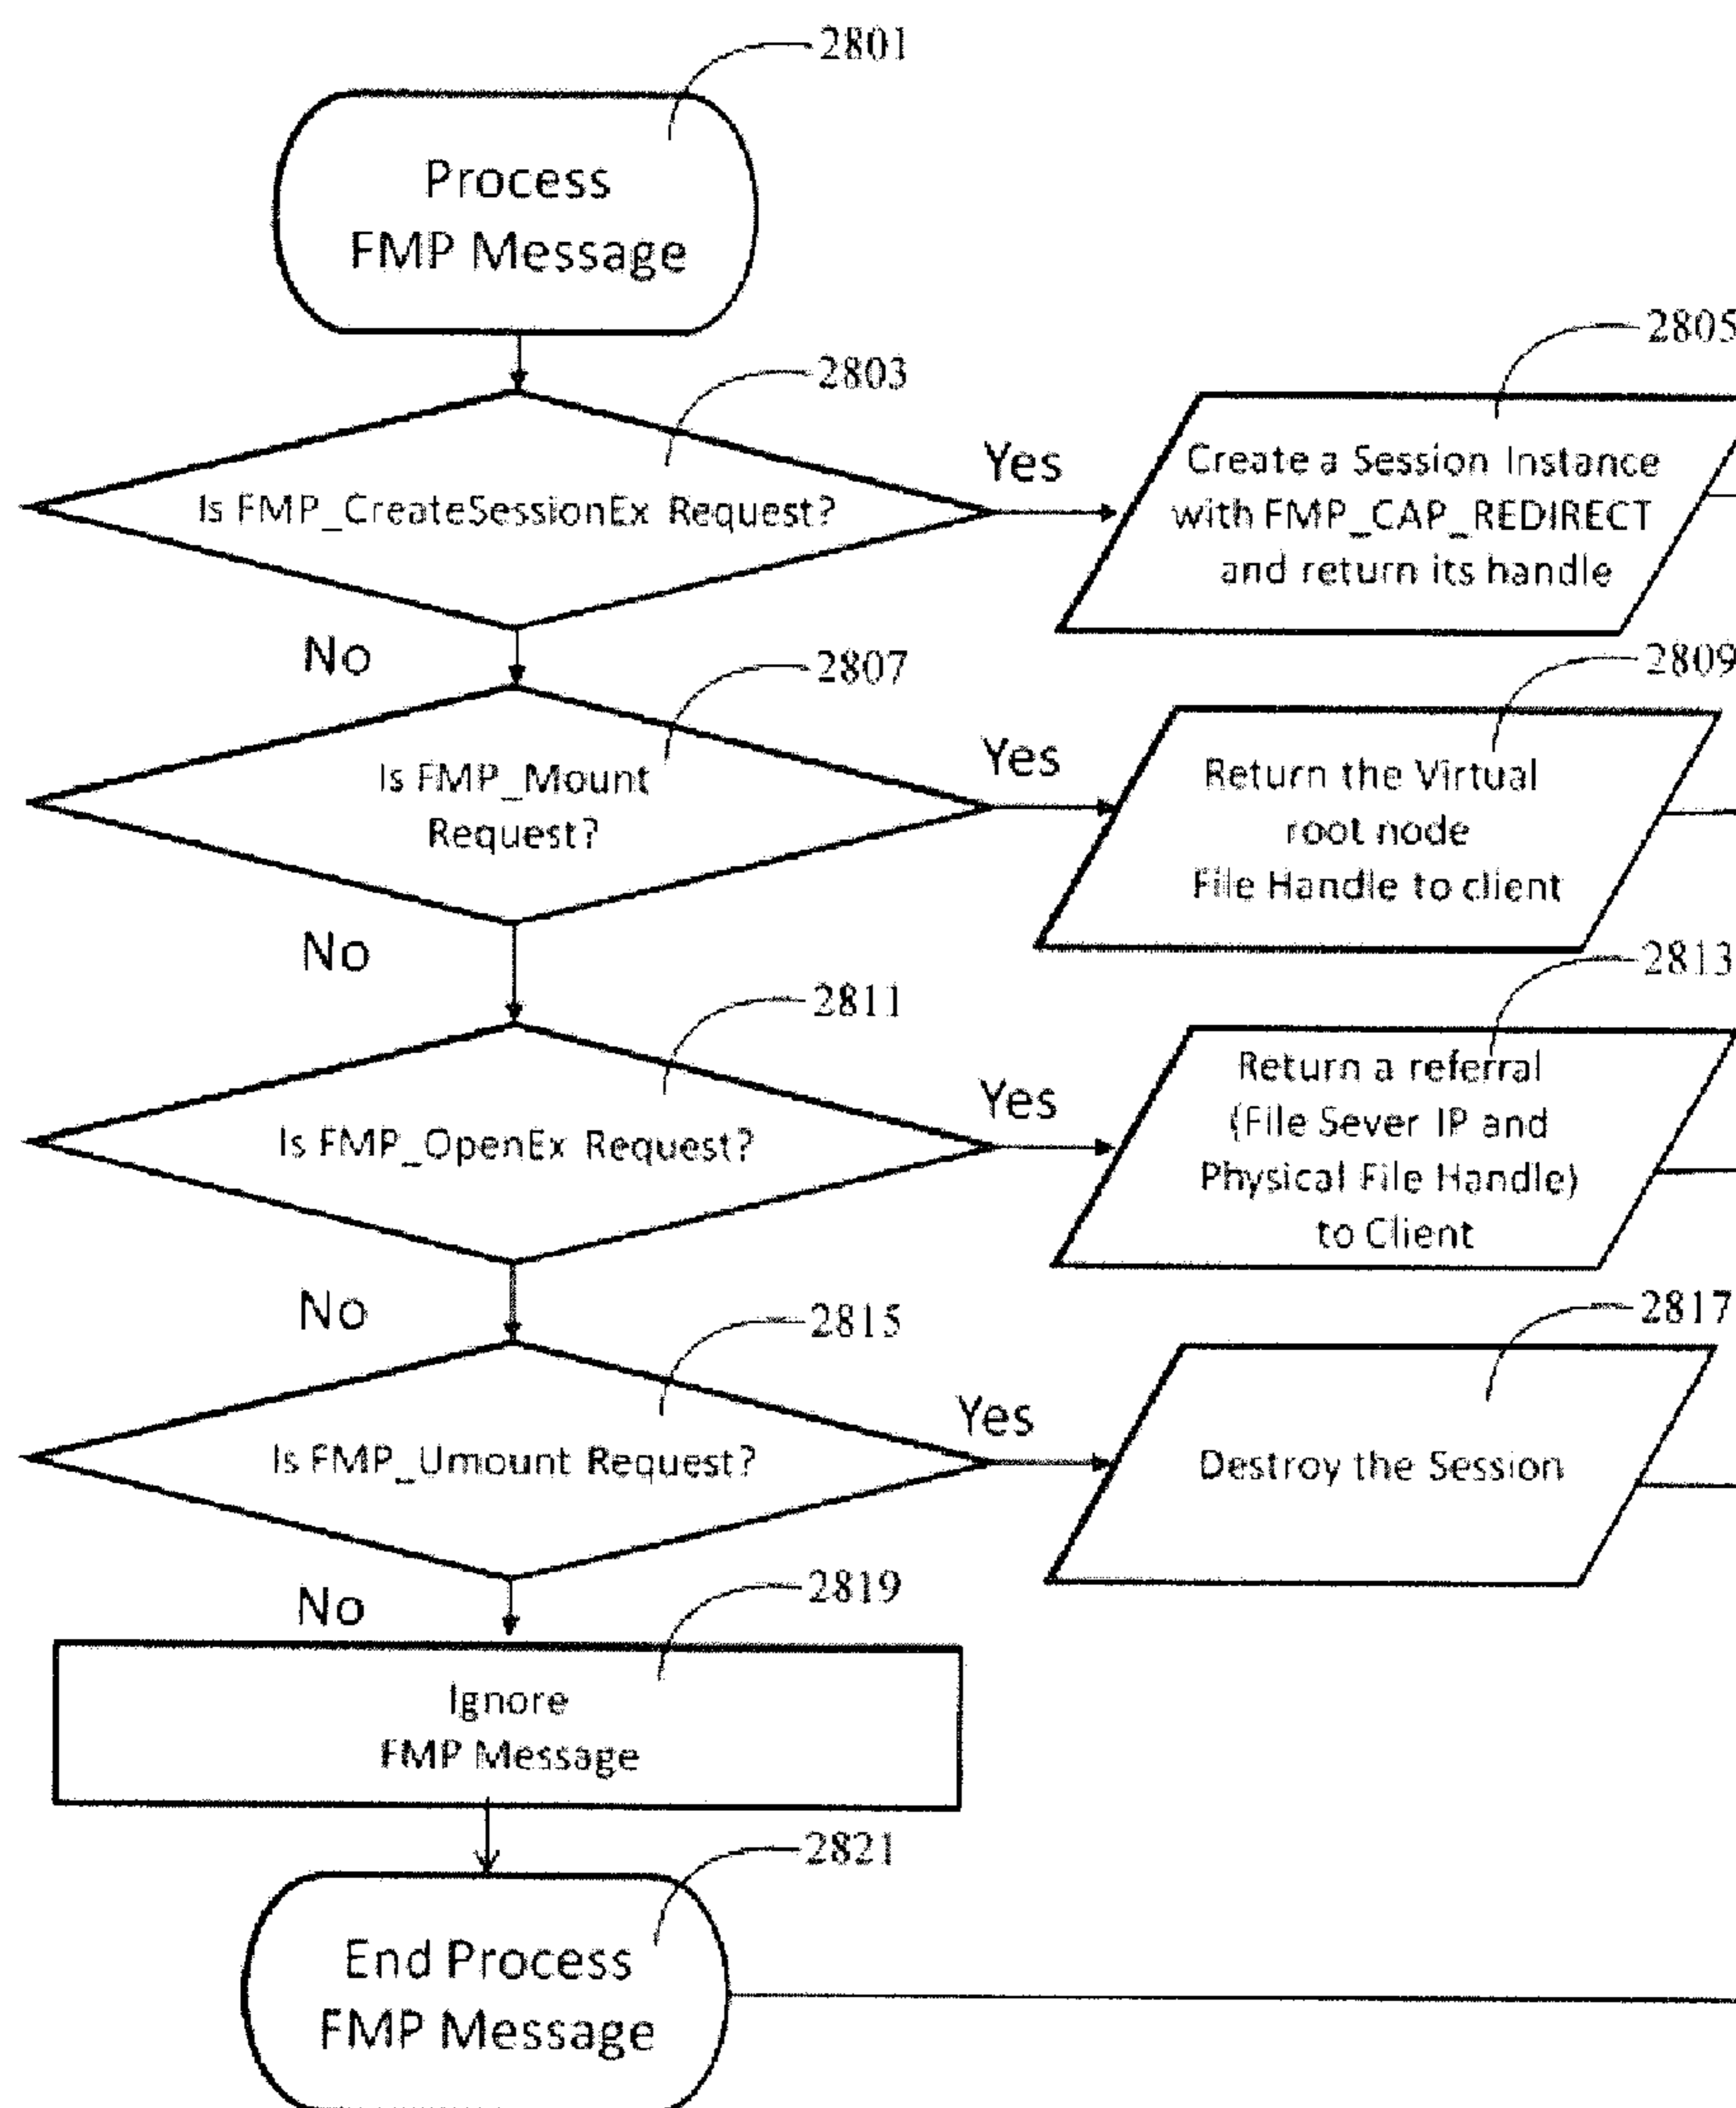 2801
Process
FMP Message
2803
Is FMP_CreateSessionEx Request?
Yes
2805
Create a Session Instance
with FMP_CAP_REDIRECT
and return its handle
No
2807
Is FMP_Mount
Request?
Yes
2809
Return the Virtual
root node
File Handle to client
No
2811
Is FMP_OpenEx Request?
Yes
2813
Return a referral
(File Sever IP and
Physical File Handle)
to Client
No
2815
Is FMP_Umount Request?
Yes
2817
Destroy the Session
No
2819
Ignore
FMP Message
2821
End Process
FMP Message